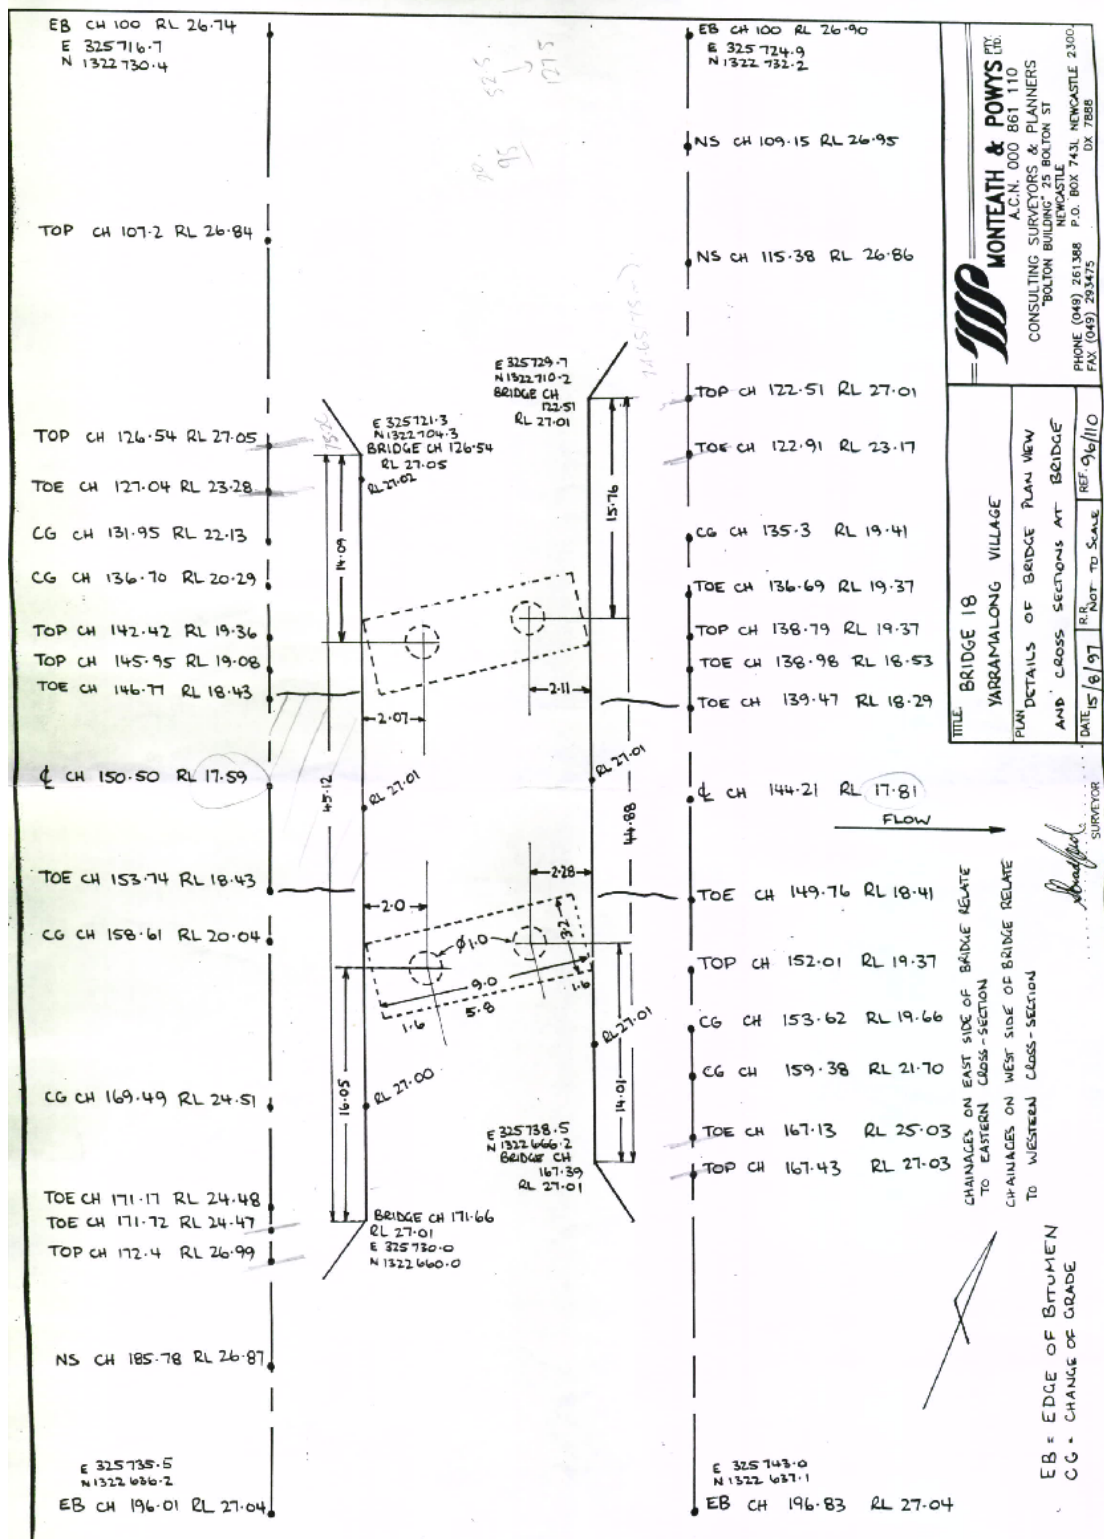 EB CH 100 RL 26.74
E 325716.7
N 1322730.4
TOP CH 107.2 RL 26.84
TOP CH 126.54 RL 27.05
TOE CH 127.04 RL 23.28
CG CH 131.95 RL 22.13
CG CH 136.70 RL 20.29
TOP CH 142.42 RL 19.36
TOP CH 145.95 RL 19.08
TOE CH 146.77 RL 18.43
℄ CH 150.50 RL 17.59
TOE CH 153.74 RL 18.43
CG CH 158.61 RL 20.04
CG CH 169.49 RL 24.51
TOE CH 171.17 RL 24.48
TOE CH 171.72 RL 24.47
TOP CH 172.4 RL 26.99
NS CH 185.78 RL 26.87
E 325735.5
N 1322636.2
EB CH 196.01 RL 27.04
E 325721.3
N 1322704.3
BRIDGE CH 126.54
RL 27.05
RL 27.02
14.09
45.12
2.07
RL 27.01
2.0
16.05
RL 27.00
BRIDGE CH 171.66
RL 27.01
E 325730.0
N 1322660.0
E 325729.7
N 1322710.2
BRIDGE CH
122.51
RL 27.01
15.76
2.11
RL 27.01
44.88
2.28
3.2
Ø1.0
9.0
1.6
5.8
1.6
RL 27.01
14.01
E 325738.5
N 1322666.2
BRIDGE CH
167.39
RL 27.01
EB CH 100 RL 26.90
E 325724.9
N 1322732.2
NS CH 109.15 RL 26.95
NS CH 115.38 RL 26.86
TOP CH 122.51 RL 27.01
TOE CH 122.91 RL 23.17
CG CH 135.3 RL 19.41
TOE CH 136.69 RL 19.37
TOP CH 138.79 RL 19.37
TOE CH 138.98 RL 18.53
TOE CH 139.47 RL 18.29
℄ CH 144.21 RL 17.81
FLOW
TOE CH 149.76 RL 18.41
TOP CH 152.01 RL 19.37
CG CH 153.62 RL 19.66
CG CH 159.38 RL 21.70
TOE CH 167.13 RL 25.03
TOP CH 167.43 RL 27.03
E 325743.0
N 1322637.1
EB CH 196.83 RL 27.04
MONTEATH & POWYS PTY. LTD.
A.C.N. 000 861 110
CONSULTING SURVEYORS & PLANNERS
"BOLTON BUILDING" 25 BOLTON ST
NEWCASTLE
PHONE (049) 261388 P.O. BOX 743L NEWCASTLE 2300.
FAX (049) 293475 DX 7888
TITLE BRIDGE 18
YARRAMALONG VILLAGE
PLAN DETAILS OF BRIDGE PLAN VIEW
AND CROSS SECTIONS AT BRIDGE
DATE 15/8/97 R.R. NOT TO SCALE REF. 96/110
SURVEYOR
CHAINAGES ON EAST SIDE OF BRIDGE RELATE
TO EASTERN CROSS-SECTION
CHAINAGES ON WEST SIDE OF BRIDGE RELATE
TO WESTERN CROSS-SECTION
EB = EDGE OF BITUMEN
CG = CHANGE OF GRADE